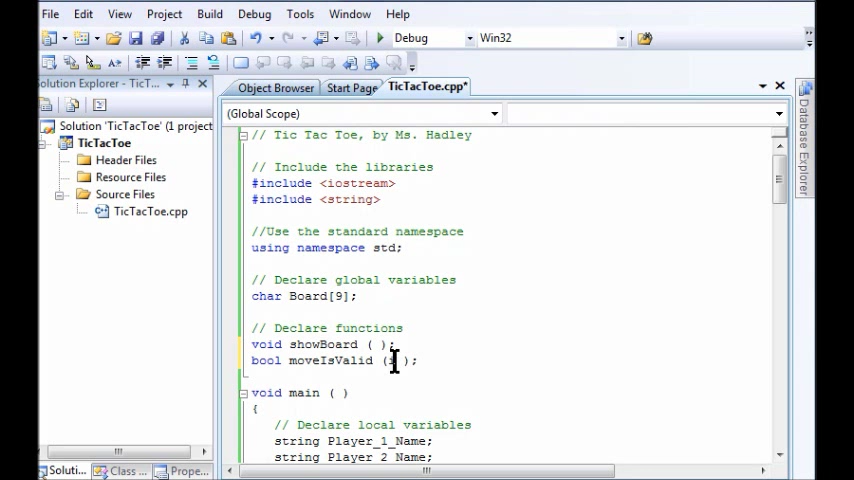 File Edit View Project Build Debug Tools Window Help
Debug Win32
Solution Explorer - TicT...
Object Browser Start Page TicTacToe.cpp*
(Global Scope)
Solution 'TicTacToe' (1 project
TicTacToe
Header Files
Resource Files
Source Files
TicTacToe.cpp
// Tic Tac Toe, by Ms. Hadley
// Include the libraries
#include <iostream>
#include <string>
//Use the standard namespace
using namespace std;
// Declare global variables
char Board[9];
// Declare functions
void showBoard ( );
bool moveIsValid (i );
void main ( )
{
// Declare local variables
string Player_1_Name;
string Player_2_Name;
Database Explorer
Soluti... Class ... Prope...